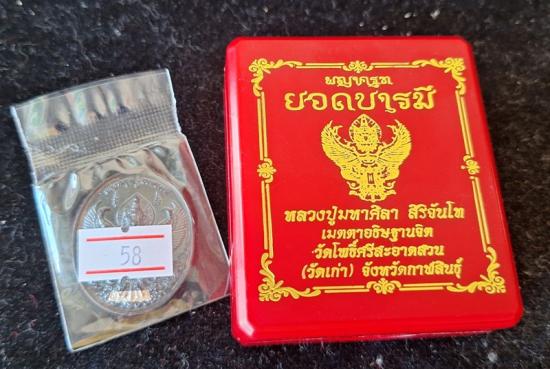 พญาครุฑ
ยอดบารมี
หลวงปู่มหาศิลา สิริจันโท
เมตตาอธิษฐานจิต
วัดโพธิ์ศรีสะอาดสวน
(วัดเก่า) จังหวัดกาฬสินธุ์
58